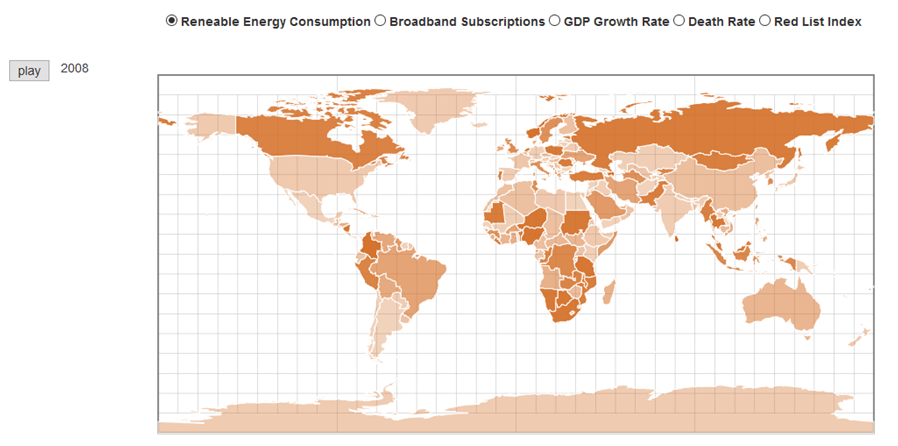 Reneable Energy Consumption Broadband Subscriptions GDP Growth Rate Death Rate Red List Index
play 2008